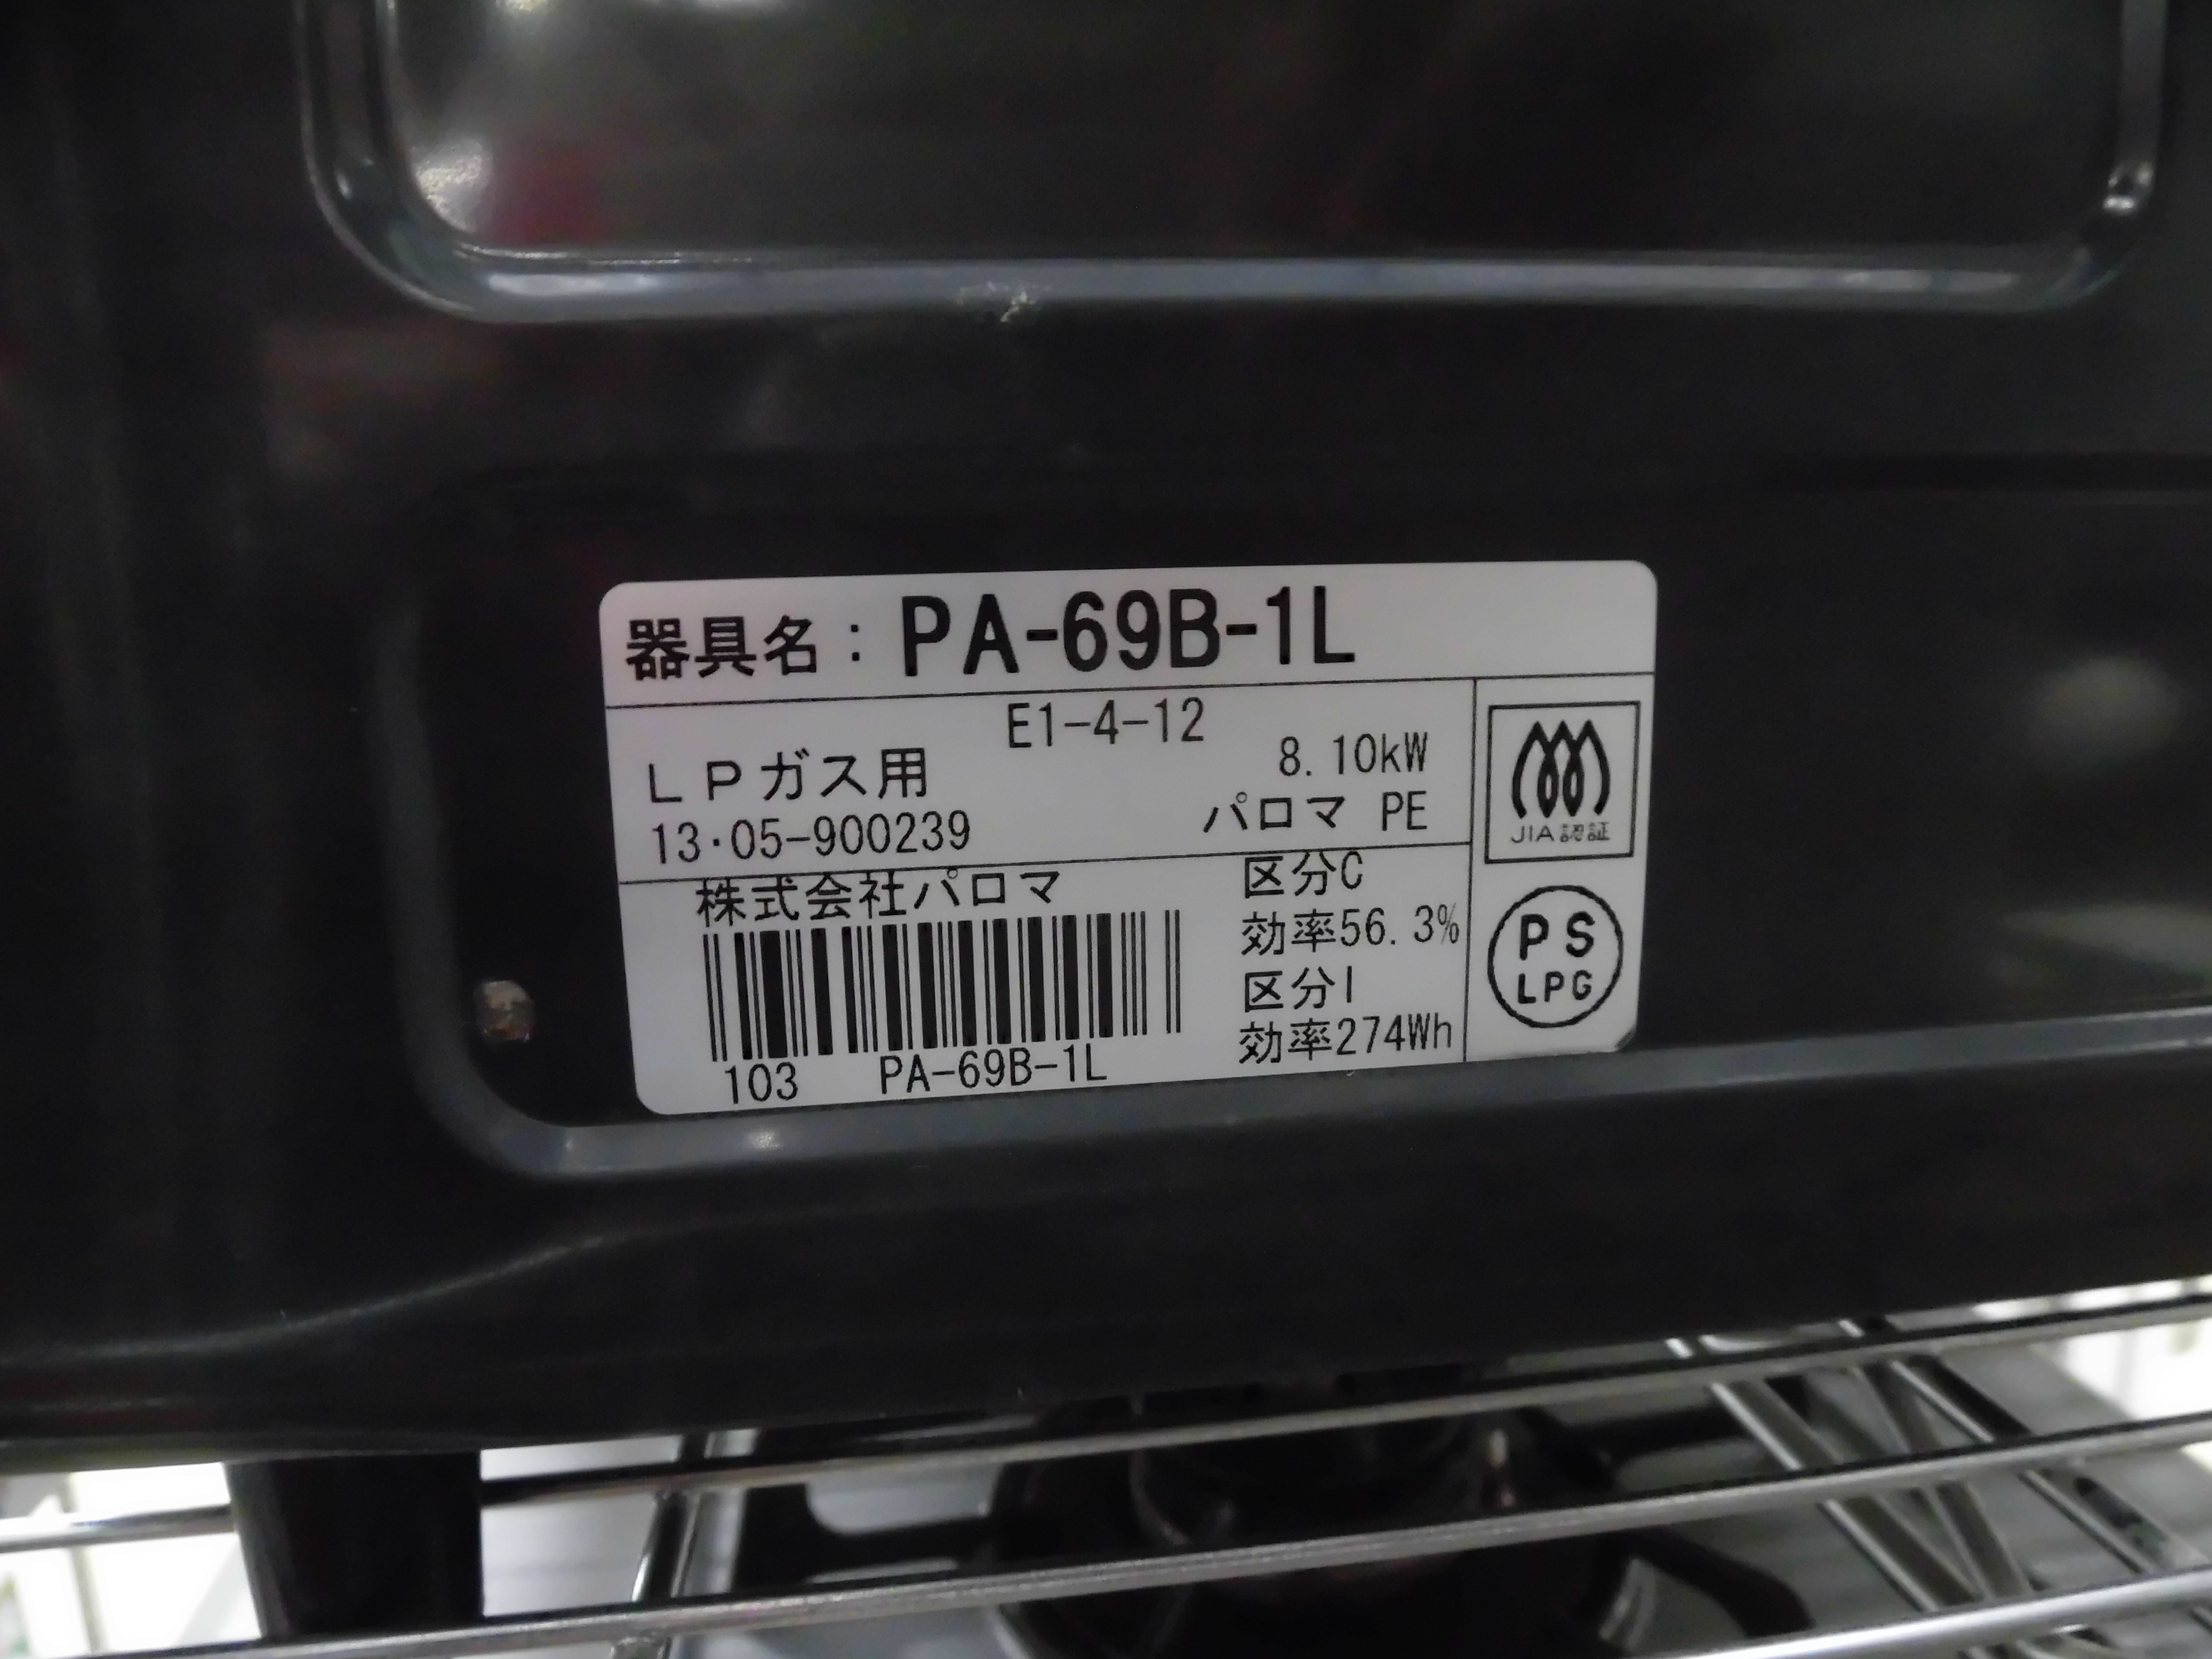 器具名：PA-69B-1L
E1-4-12
LPガス用
8.10kW
13・05-900239
パロマ PE
JIA認証
株式会社パロマ
区分C
効率56.3%
区分I
効率274Wh
103 PA-69B-1L
PS
LPG